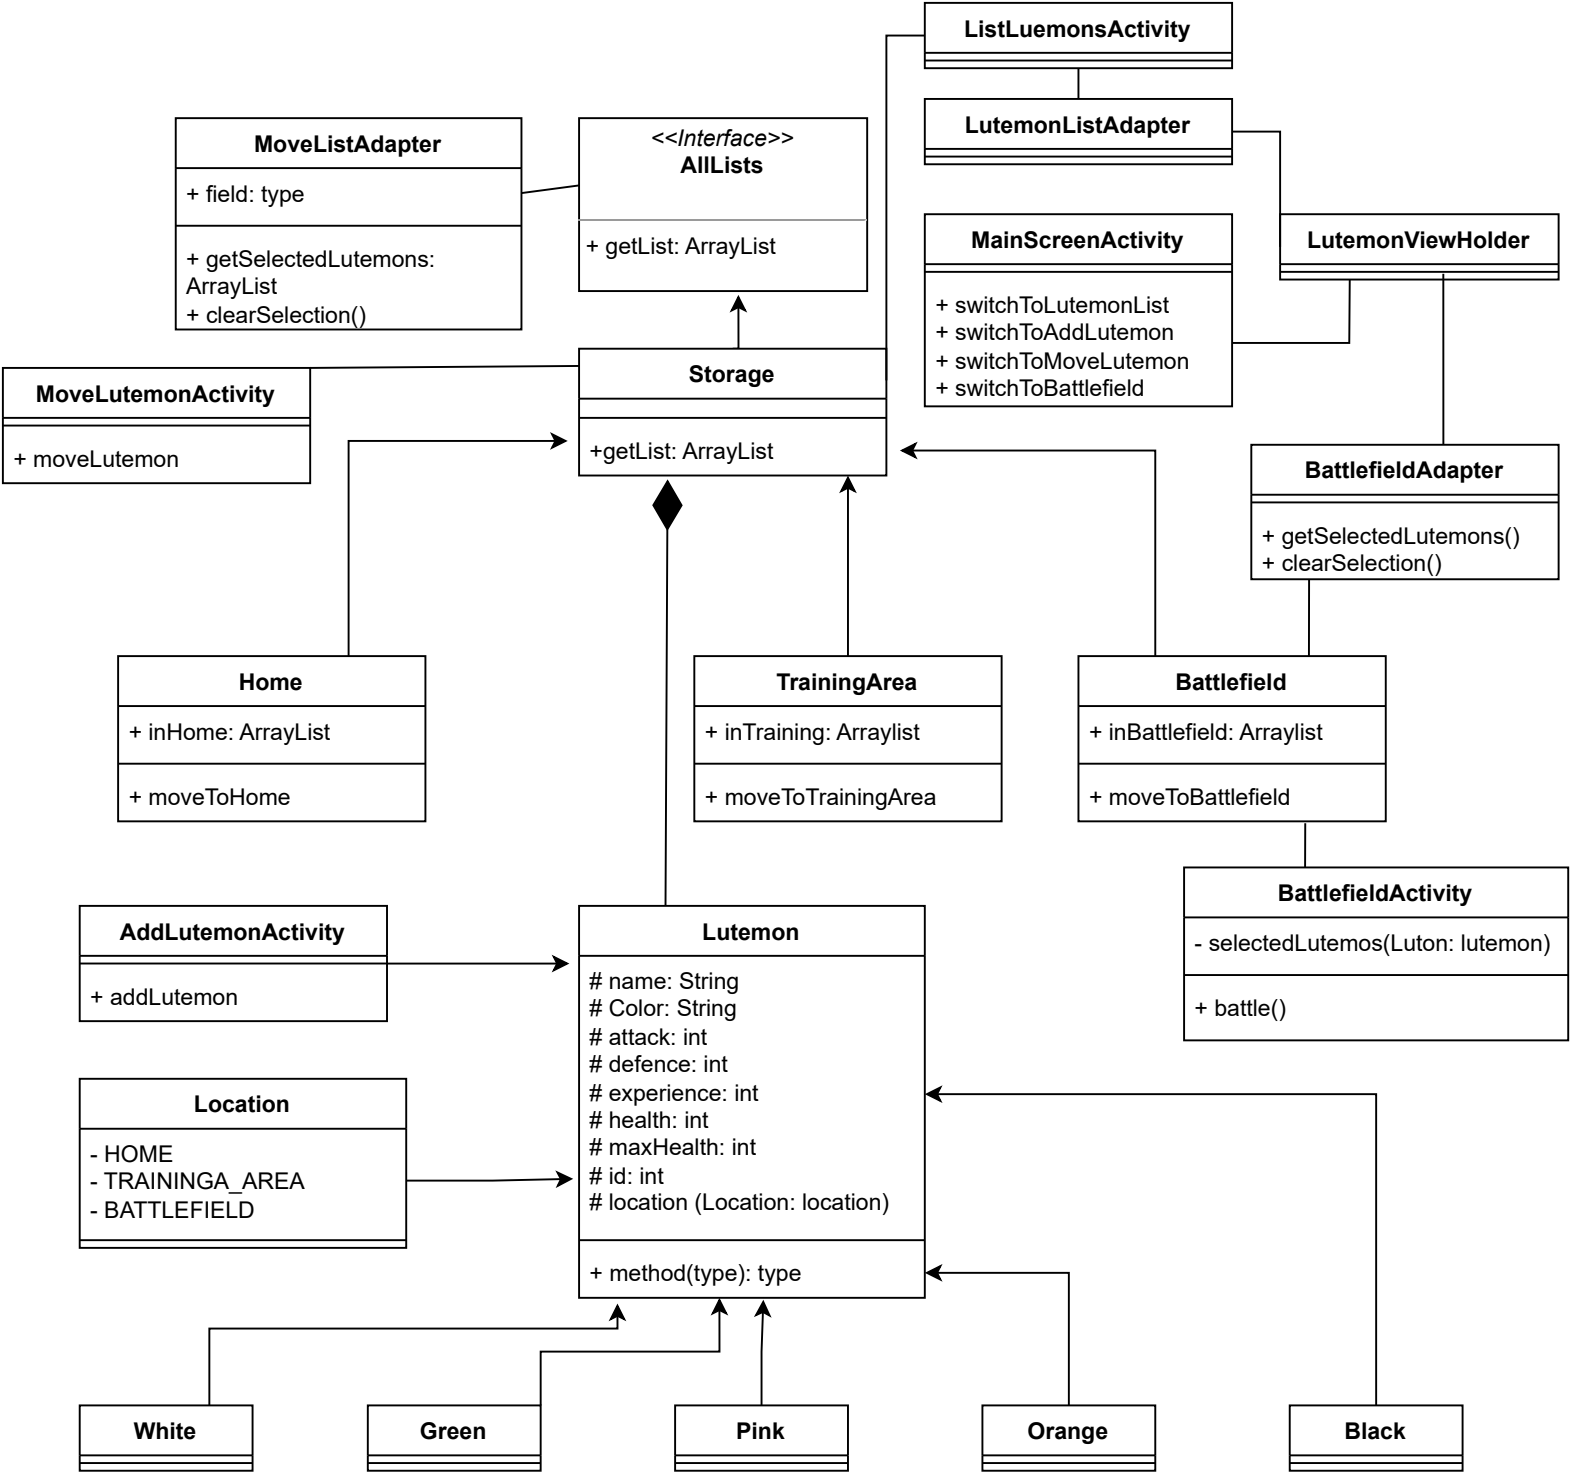 ListLuemonsActivity
LutemonListAdapter
MoveListAdapter
+ field: type
+ getSelectedLutemons:
ArrayList
+ clearSelection()
<<Interface>>
AllLists
+ getList: ArrayList
MainScreenActivity
+ switchToLutemonList
+ switchToAddLutemon
+ switchToMoveLutemon
+ switchToBattlefield
LutemonViewHolder
MoveLutemonActivity
+ moveLutemon
Storage
+getList: ArrayList
BattlefieldAdapter
+ getSelectedLutemons()
+ clearSelection()
Home
+ inHome: ArrayList
+ moveToHome
TrainingArea
+ inTraining: Arraylist
+ moveToTrainingArea
Battlefield
+ inBattlefield: Arraylist
+ moveToBattlefield
BattlefieldActivity
- selectedLutemos(Luton: lutemon)
+ battle()
AddLutemonActivity
+ addLutemon
Lutemon
# name: String
# Color: String
# attack: int
# defence: int
# experience: int
# health: int
# maxHealth: int
# id: int
# location (Location: location)
+ method(type): type
Location
- HOME
- TRAININGA_AREA
- BATTLEFIELD
White
Green
Pink
Orange
Black